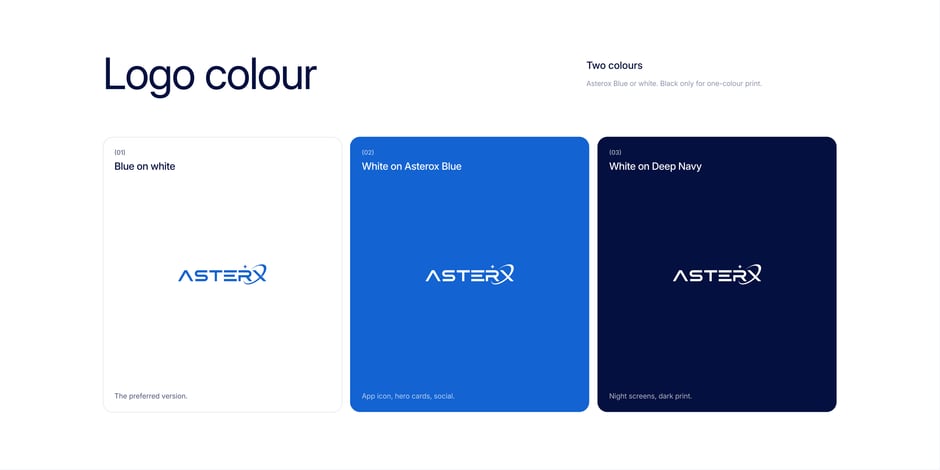 Logo colour
Two colours
Asterox Blue or white. Black only for one-colour print.
(01)
Blue on white
ASTERX
The preferred version.
(02)
White on Asterox Blue
ASTERX
App icon, hero cards, social.
(03)
White on Deep Navy
ASTERX
Night screens, dark print.